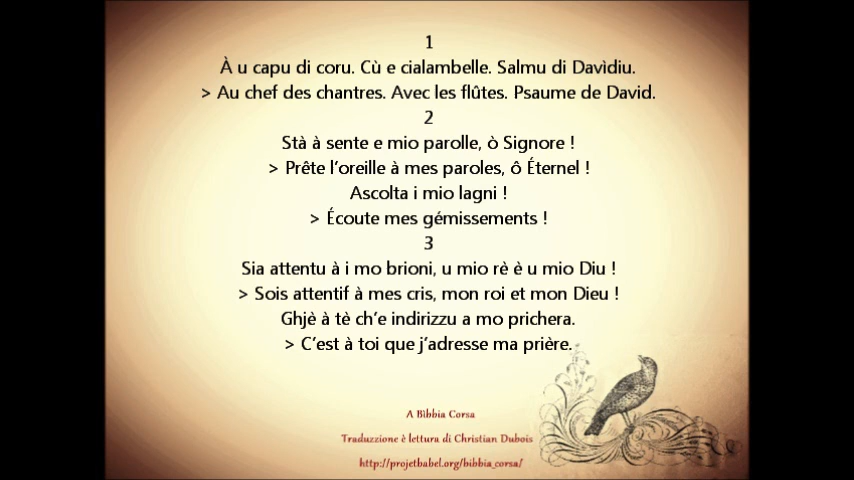 1
À u capu di coru. Cù e cialambelle. Salmu di Davìdiu.
> Au chef des chantres. Avec les flûtes. Psaume de David.
2
Stà à sente e mio parolle, ò Signore !
> Prête l'oreille à mes paroles, ô Éternel !
Ascolta i mio lagni !
> Écoute mes gémissements !
3
Sia attentu à i mo brioni, u mio rè è u mio Diu !
> Sois attentif à mes cris, mon roi et mon Dieu !
Ghjè à tè ch'e indirizzu a mo prichera.
> C'est à toi que j'adresse ma prière.
A Bìbbia Corsa
Traduzzione è lettura di Christian Dubois
http://projetbabel.org/bibbia_corsa/